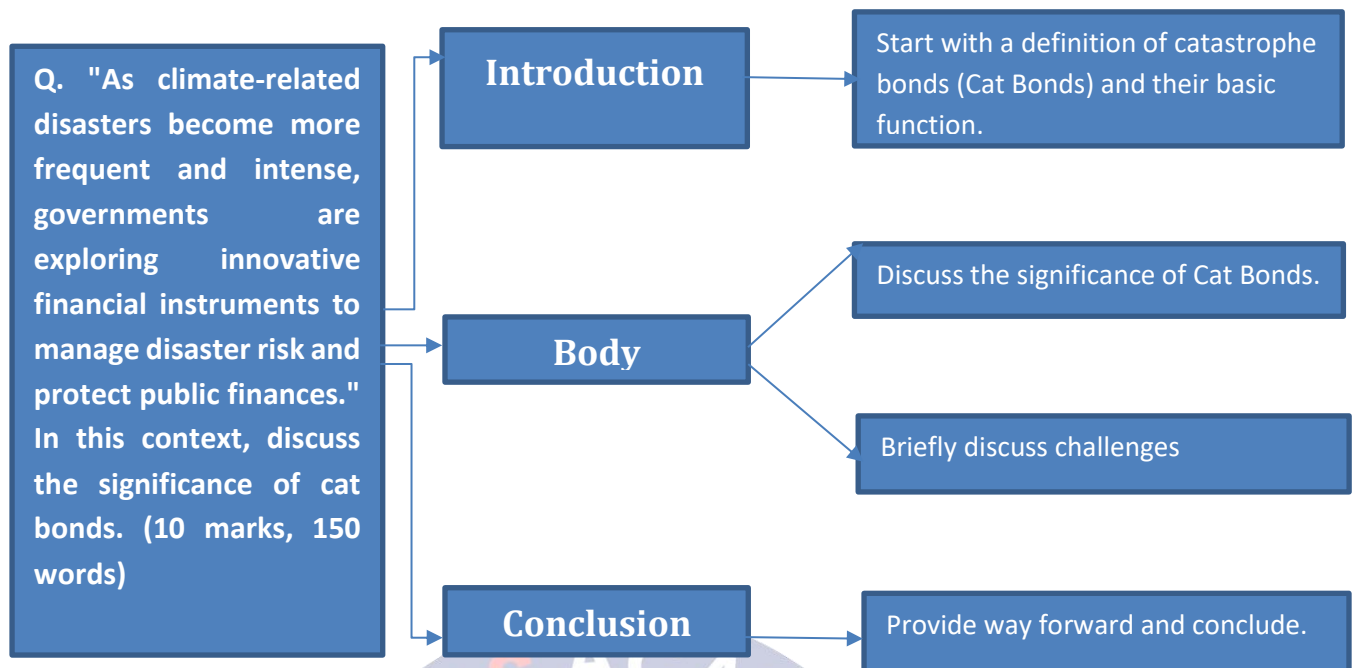 Q. "As climate-related
disasters become more
frequent and intense,
governments are
exploring innovative
financial instruments to
manage disaster risk and
protect public finances."
In this context, discuss
the significance of cat
bonds. (10 marks, 150
words)
Introduction
Start with a definition of catastrophe
bonds (Cat Bonds) and their basic
function.
Body
Discuss the significance of Cat Bonds.
Briefly discuss challenges
Conclusion
Provide way forward and conclude.